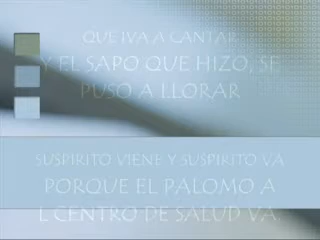 QUE IVA A CANTAR
Y EL SAPO QUE HIZO, SE
PUSO A LLORAR
SUSPIRITO VIENE Y SUSPIRITO VA
PORQUE EL PALOMO A
L CENTRO DE SALUD VA.